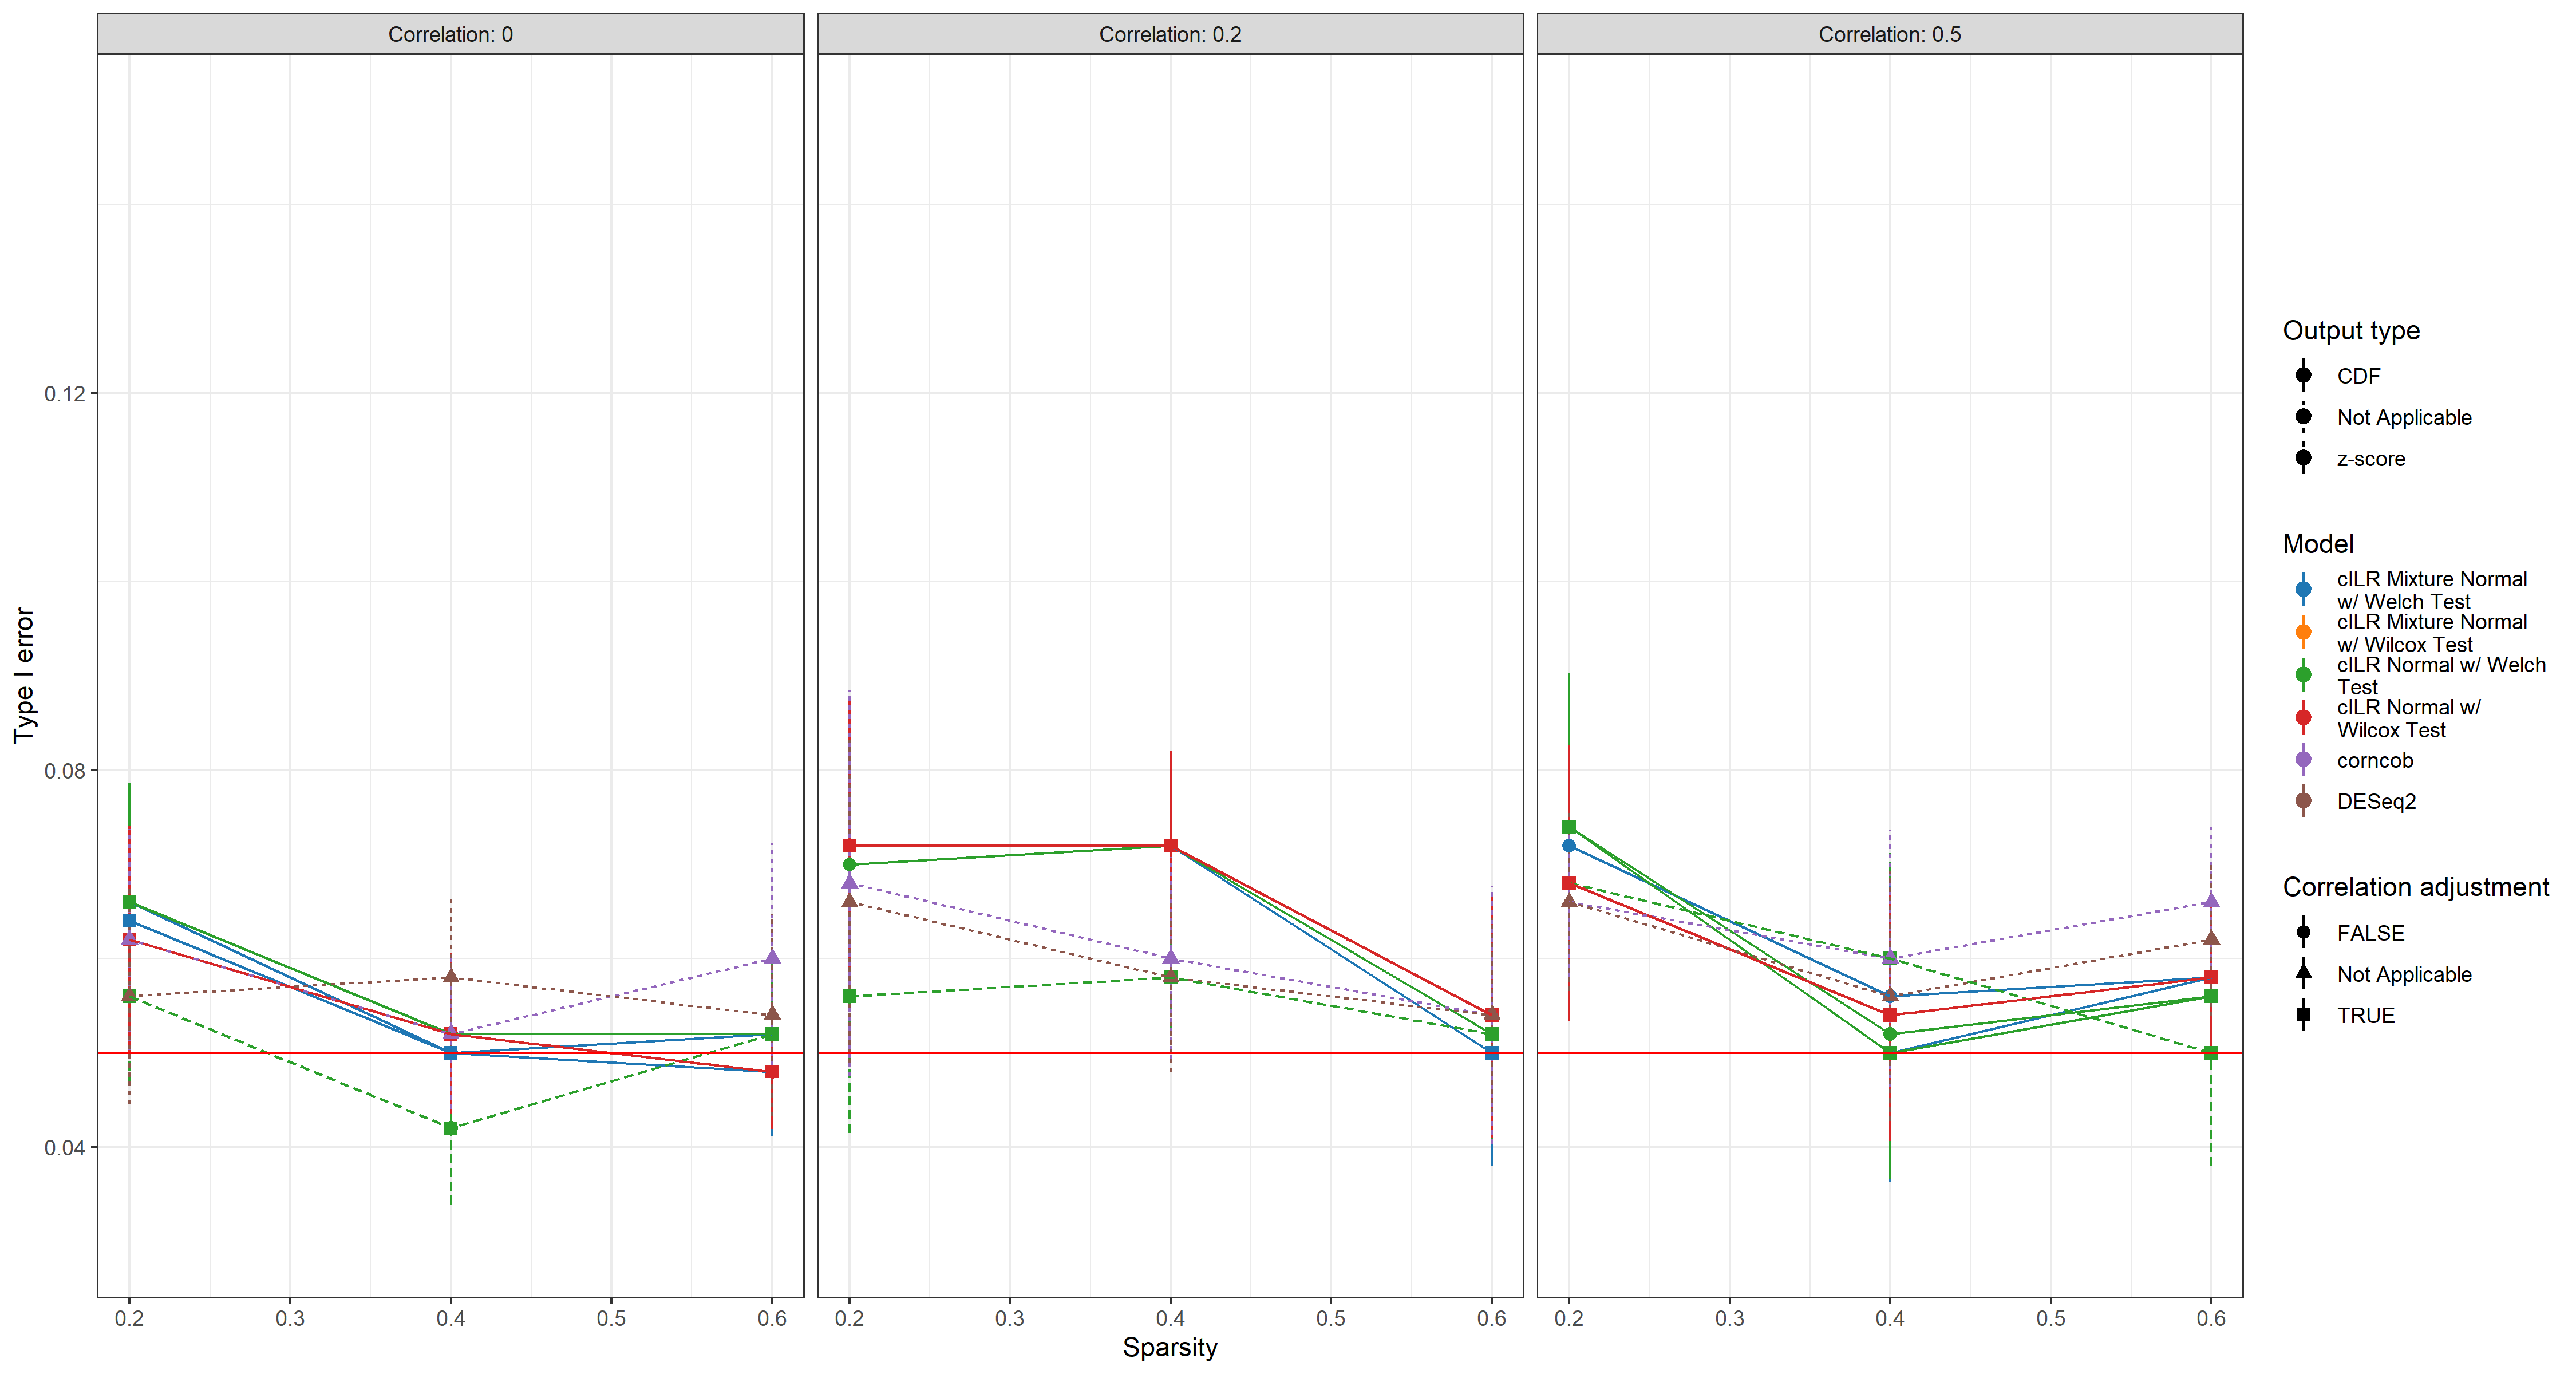 Correlation: 0
Correlation: 0.2
Correlation: 0.5
Type I error
0.12
0.08
0.04
0.2 0.3 0.4 0.5 0.6
0.2 0.3 0.4 0.5 0.6
0.2 0.3 0.4 0.5 0.6
Sparsity
Output type
CDF
Not Applicable
z-score
Model
cILR Mixture Normal
w/ Welch Test
cILR Mixture Normal
w/ Wilcox Test
cILR Normal w/ Welch
Test
cILR Normal w/
Wilcox Test
corncob
DESeq2
Correlation adjustment
FALSE
Not Applicable
TRUE